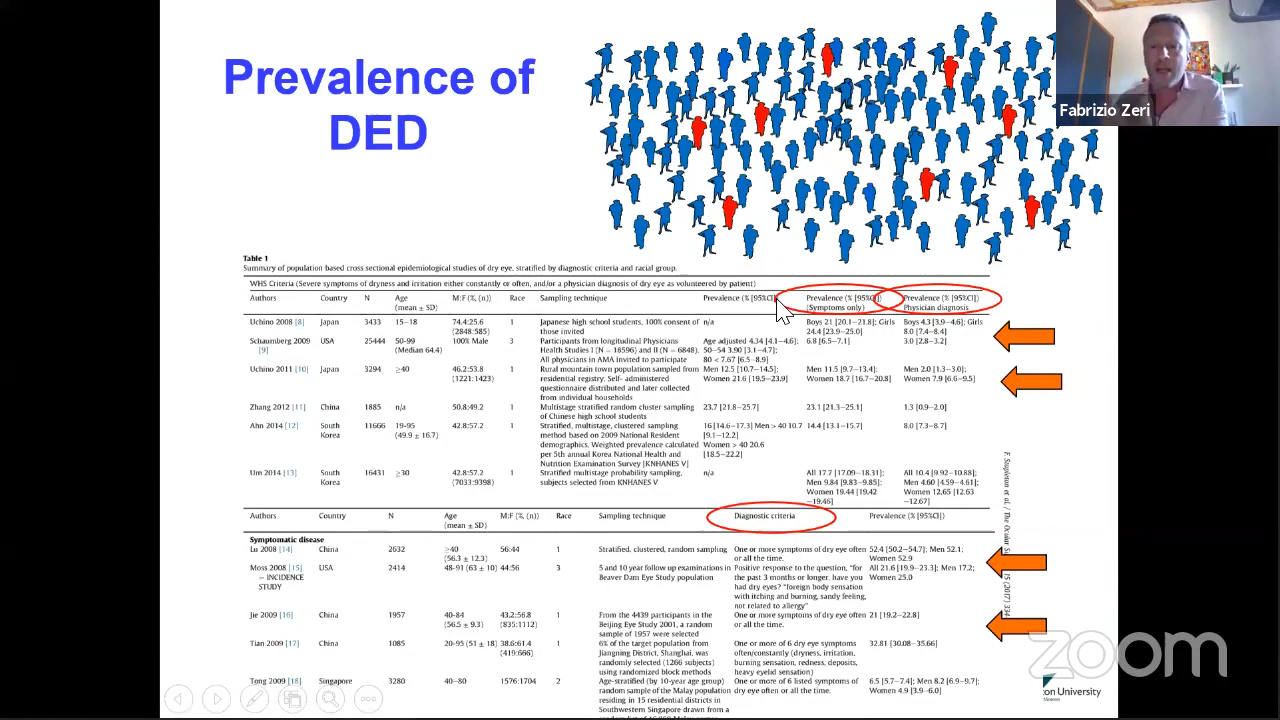 Prevalence of
DED
Fabrizio Zeri
Table 1
Summary of population based cross sectional epidemiological studies of dry eye, stratified by diagnostic criteria and racial group.
WHS Criteria (Severe symptoms of dryness and irritation either constantly or often, and/or a physician diagnosis of dry eye as volunteered by patient)
Authors Country N Age M:F (%, (n)) Race Sampling technique Prevalence (% [95%CI]) Prevalence (% [95%CI]) Prevalence (% [95%CI])
(mean ± SD) (Symptoms only) Physician diagnosis
Uchino 2008 [8] Japan 3433 15–18 74.4:25.6 1 Japanese high school students, 100% consent of n/a Boys 21 [20.1–21.8]; Girls Boys 4.3 [3.9–4.6]; Girls
(2848:585) those invited 24.4 [23.9–25.0] 8.0 [7.4–8.4]
Schaumberg 2009 USA 25444 50-99 100% Male 3 Participants from longitudinal Physicians Age adjusted 4.34 [4.1–4.6]; 6.8 [6.5–7.1] 3.0 [2.8–3.2]
[9] (Median 64.4) Health Studies I (N = 18596) and II (N = 6848). 50–54 3.90 [3.1–4.7];
All physicians in AMA invited to participate 80 < 7.67 [6.5–8.9]
Uchino 2011 [10] Japan 3294 ≥40 46.2:53.8 1 Rural mountain town population sampled from Men 12.5 [10.7–14.5]; Men 11.5 [9.7–13.4]; Men 2.0 [1.3–3.0];
(1221:1423) residential registry. Self- administered Women 21.6 [19.5–23.9] Women 18.7 [16.7–20.8] Women 7.9 [6.6–9.5]
questionnaire distributed and later collected
from individual households
Zhang 2012 [11] China 1885 n/a 50.8:49.2 1 Multistage stratified random cluster sampling 23.7 [21.8–25.7] 23.1 [21.3–25.1] 1.3 [0.9–2.0]
of Chinese high school students
Ahn 2014 [12] South 11666 19-95 42.8:57.2 1 Stratified, multistage, clustered sampling 16 [14.6–17.3] Men > 40 10.7 14.4 [13.1–15.7] 8.0 [7.3–8.7]
Korea (49.9 ± 16.7) method based on 2009 National Resident [9.1–12.2]
demographics. Weighted prevalence calculated Women > 40 20.6
per 5th annual Korea National Health and [18.5–22.2]
Nutrition Examination Survey [KNHANES V]
Um 2014 [13] South 16431 ≥30 42.8:57.2 1 Stratified multistage probability sampling, n/a All 17.7 [17.09–18.31]; All 10.4 [9.92–10.88];
Korea (7033:9398) subjects selected from KNHANES V Men 9.84 [9.83–9.85]; Men 4.60 [4.59–4.61];
Women 19.44 [19.42 Women 12.65 [12.63
–19.46] –12.67]
Authors Country N Age M:F (%, (n)) Race Sampling technique Diagnostic criteria Prevalence (% [95%CI])
(mean ± SD)
Symptomatic disease
Lu 2008 [14] China 2632 ≥40 56:44 1 Stratified, clustered, random sampling One or more symptoms of dry eye often 52.4 [50.2–54.7]; Men 52.1;
(56.3 ± 12.3) or all the time. Women 52.9
Moss 2008 [15] USA 2414 48-91 (63 ± 10) 44:56 3 5 and 10 year follow up examinations in Positive response to the question, "for All 21.6 [19.9–23.3]; Men 17.2;
– INCIDENCE Beaver Dam Eye Study population the past 3 months or longer, have you Women 25.0
STUDY had dry eyes? "foreign body sensation
with itching and burning, sandy feeling,
not related to allergy"
Jie 2009 [16] China 1957 40-84 43.2:56.8 1 From the 4439 participants in the One or more symptoms of dry eye often 21 [19.2–22.8]
(56.5 ± 9.3) (835:1112) Beijing Eye Study 2001, a random or all the time.
sample of 1957 were selected
Tian 2009 [17] China 1085 20-95 (51 ± 18) 38.6:61.4 1 6% of the target population from One or more of 6 dry eye symptoms 32.81 [30.08–35.66]
(419:666) Jiangning District, Shanghai, was often/constantly (dryness, irritation,
randomly selected (1266 subjects) burning sensation, redness, deposits,
using randomized block methods heavy eyelid sensation)
Tong 2009 [18] Singapore 3280 40–80 1576:1704 2 Age-stratified (by 10-year age group) One or more of 6 listed symptoms of 6.5 [5.7–7.4]; Men 8.2 [6.9–9.7];
random sample of the Malay population dry eye often or all the time. Women 4.9 [3.9–6.0]
residing in 15 residential districts in
Southwestern Singapore drawn from a
F. Stapleton et al. / The Ocular 15 (2017) 334
zoom
University